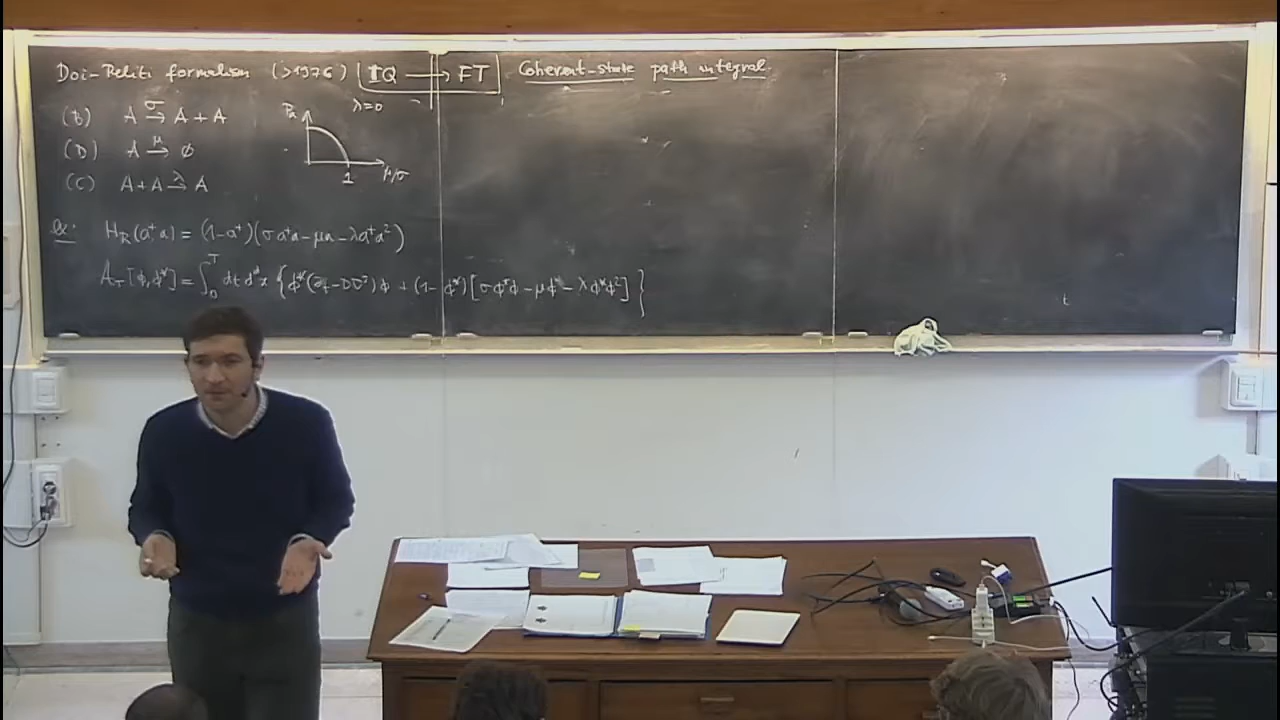 Doi-Peliti formalism (>1976) IQ → FT Coherent-state path integral
λ=0
(B) A →^σ A + A
(D) A →^μ ∅
(C) A + A →^λ A
1 μ/σ
Ex: H_R(a⁺,a) = (1-a⁺)(σa⁺a - μa - λa⁺a²)
A_T[ϕ,ϕ*] = ∫₀^T dt d^d x {ϕ*(∂_t - D∇²)ϕ + (1-ϕ*)[σϕ*ϕ - μϕ* - λϕ*ϕ²]}